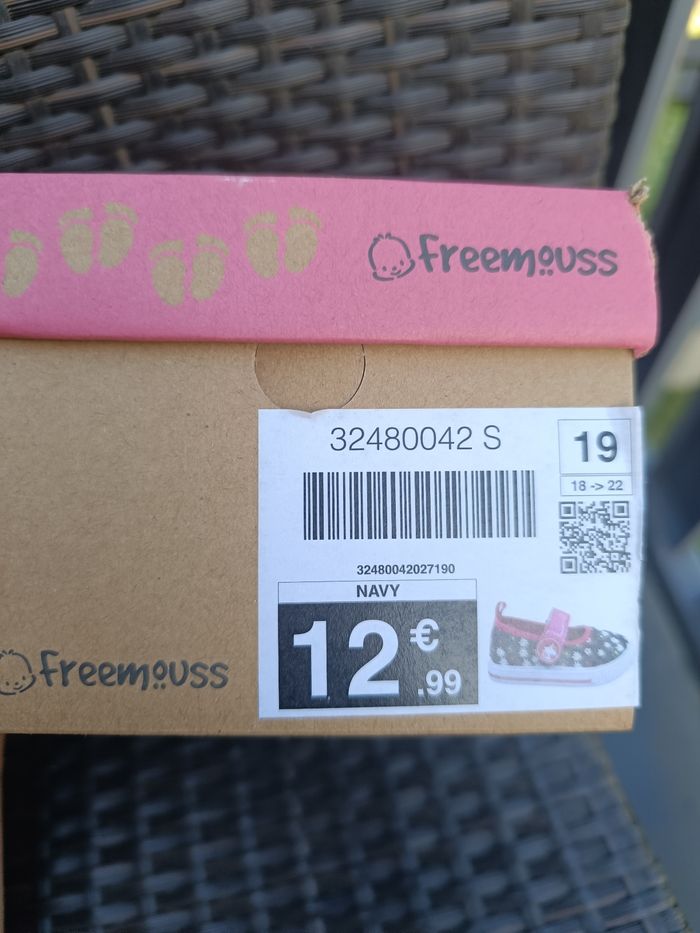 freemouss
32480042 S
19
18 -> 22
32480042027190
NAVY
12 € .99
freemouss